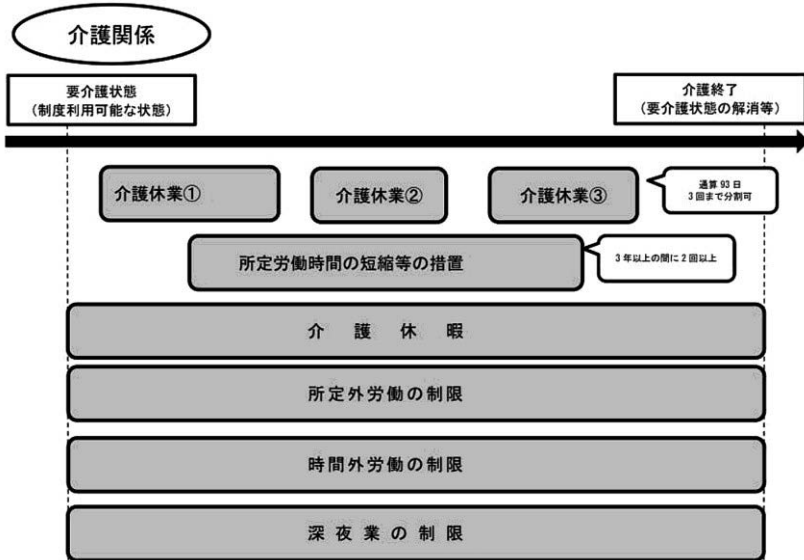 介護関係
要介護状態
（制度利用可能な状態）
介護終了
（要介護状態の解消等）
介護休業①
介護休業②
介護休業③
通算93日
3回まで分割可
所定労働時間の短縮等の措置
3年以上の間に2回以上
介護休暇
所定外労働の制限
時間外労働の制限
深夜業の制限